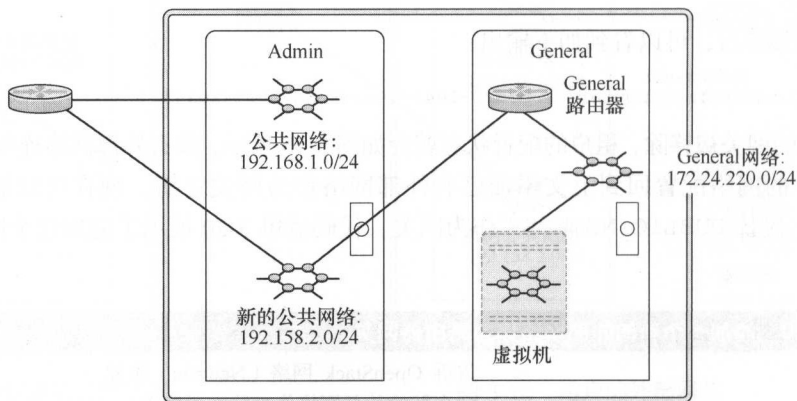 Admin
General
General
路由器
公共网络:
192.168.1.0/24
General网络:
172.24.220.0/24
新的公共网络:
192.158.2.0/24
虚拟机